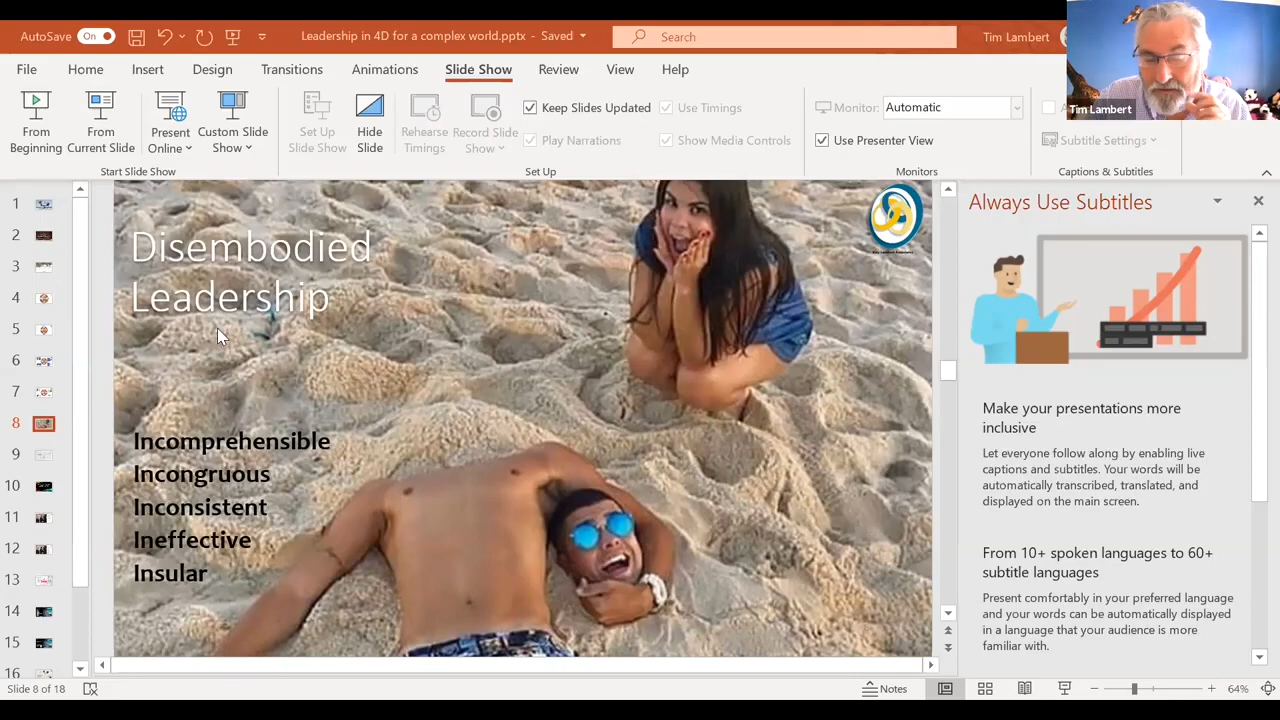 AutoSave On Leadership in 4D for a complex world.pptx - Saved Search Tim Lambert
File Home Insert Design Transitions Animations Slide Show Review View Help
Tim Lambert
From Beginning
From Current Slide
Present Online
Custom Slide Show
Set Up Slide Show
Hide Slide
Rehearse Timings
Record Slide Show
Keep Slides Updated
Play Narrations
Use Timings
Show Media Controls
Monitor: Automatic
Use Presenter View
Subtitle Settings
Start Slide Show Set Up Monitors Captions & Subtitles
1
2
3
4
5
6
7
8
9
10
11
12
13
14
15
16
Disembodied
Leadership
Incomprehensible
Incongruous
Inconsistent
Ineffective
Insular
Always Use Subtitles
Make your presentations more
inclusive
Let everyone follow along by enabling live
captions and subtitles. Your words will be
automatically transcribed, translated, and
displayed on the main screen.
From 10+ spoken languages to 60+
subtitle languages
Present comfortably in your preferred language
and your words can be automatically displayed
in a language that your audience is more
familiar with.
Slide 8 of 18 Notes 64%